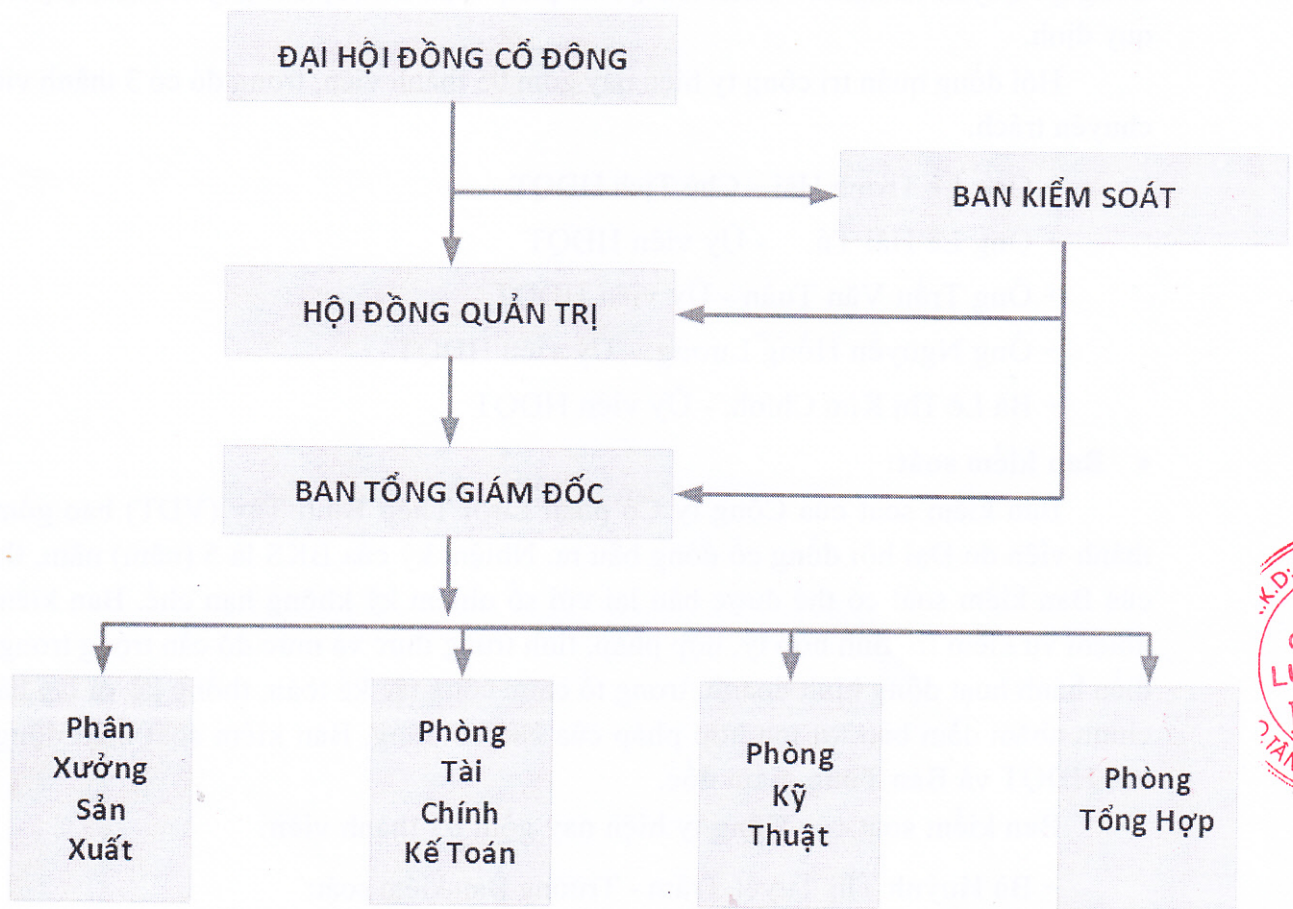 ĐẠI HỘI ĐỒNG CỔ ĐÔNG
BAN KIỂM SOÁT
HỘI ĐỒNG QUẢN TRỊ
BAN TỔNG GIÁM ĐỐC
Phân
Xưởng
Sản
Xuất
Phòng
Tài
Chính
Kế Toán
Phòng
Kỹ
Thuật
Phòng
Tổng Hợp